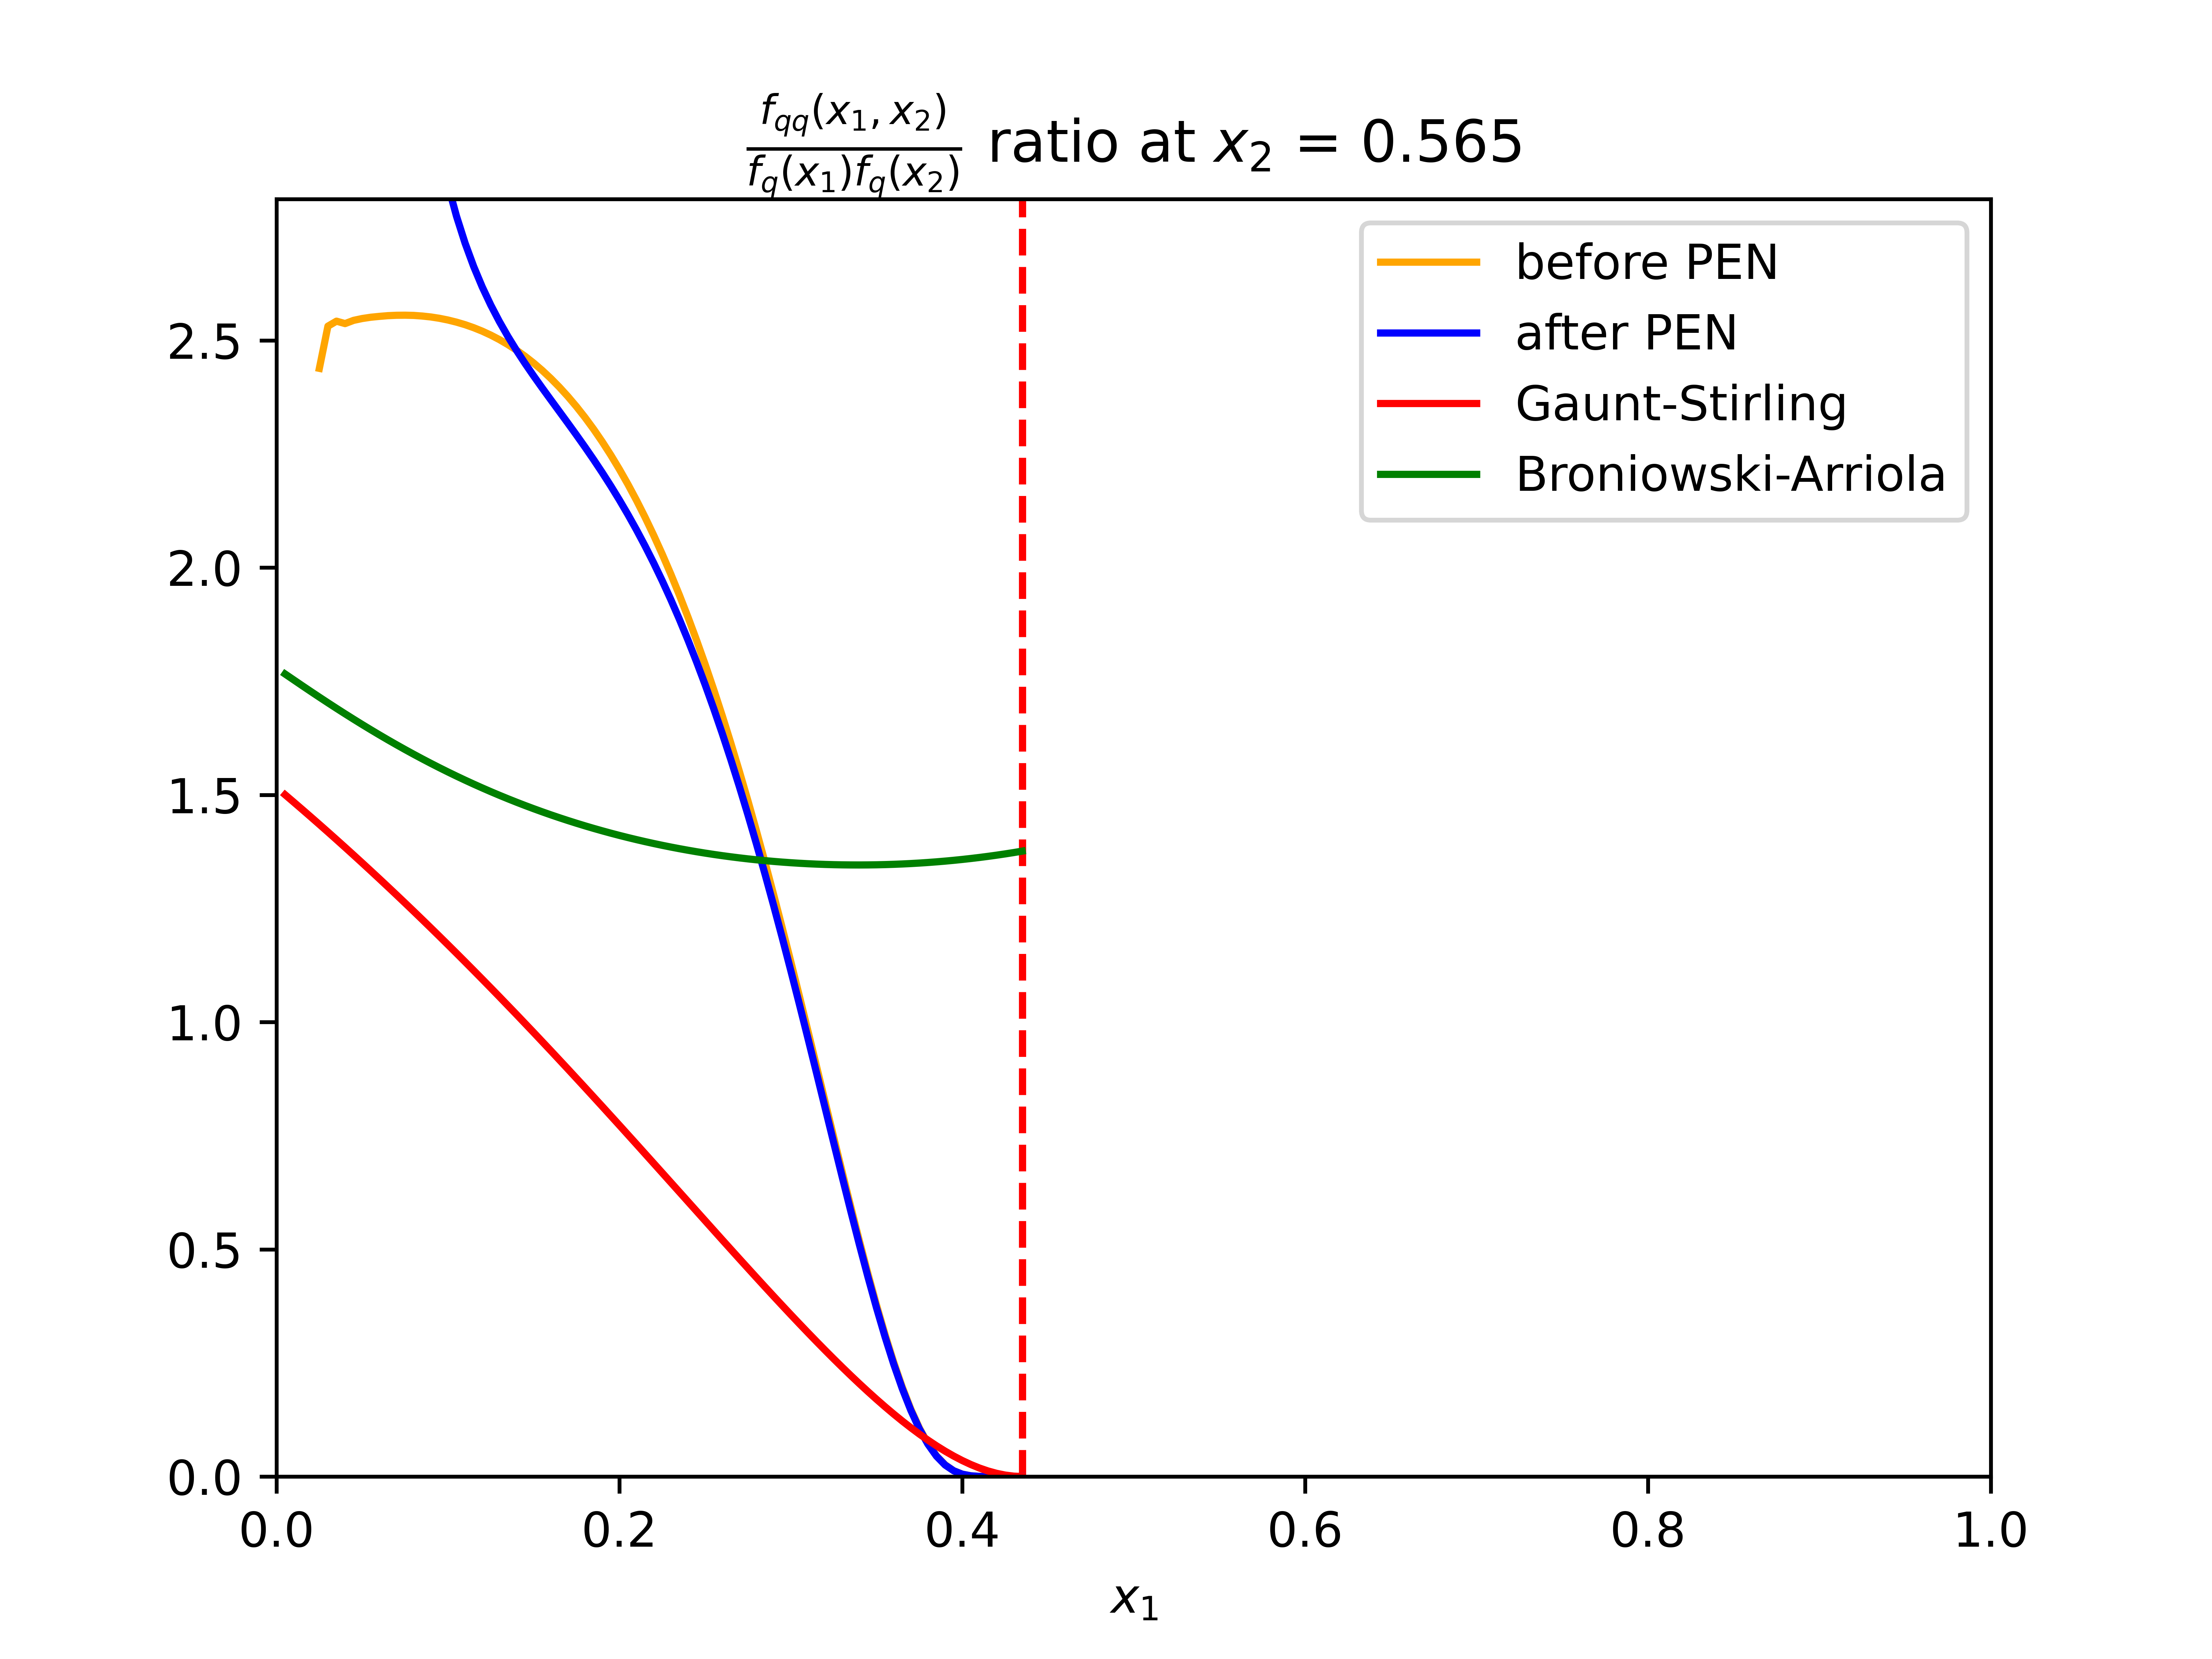 f_{qq}(x_1, x_2)
f_q(x_1)f_q(x_2)
ratio at x_2 = 0.565
before PEN
after PEN
Gaunt-Stirling
Broniowski-Arriola
2.5
2.0
1.5
1.0
0.5
0.0
0.0 0.2 0.4 0.6 0.8 1.0
x_1